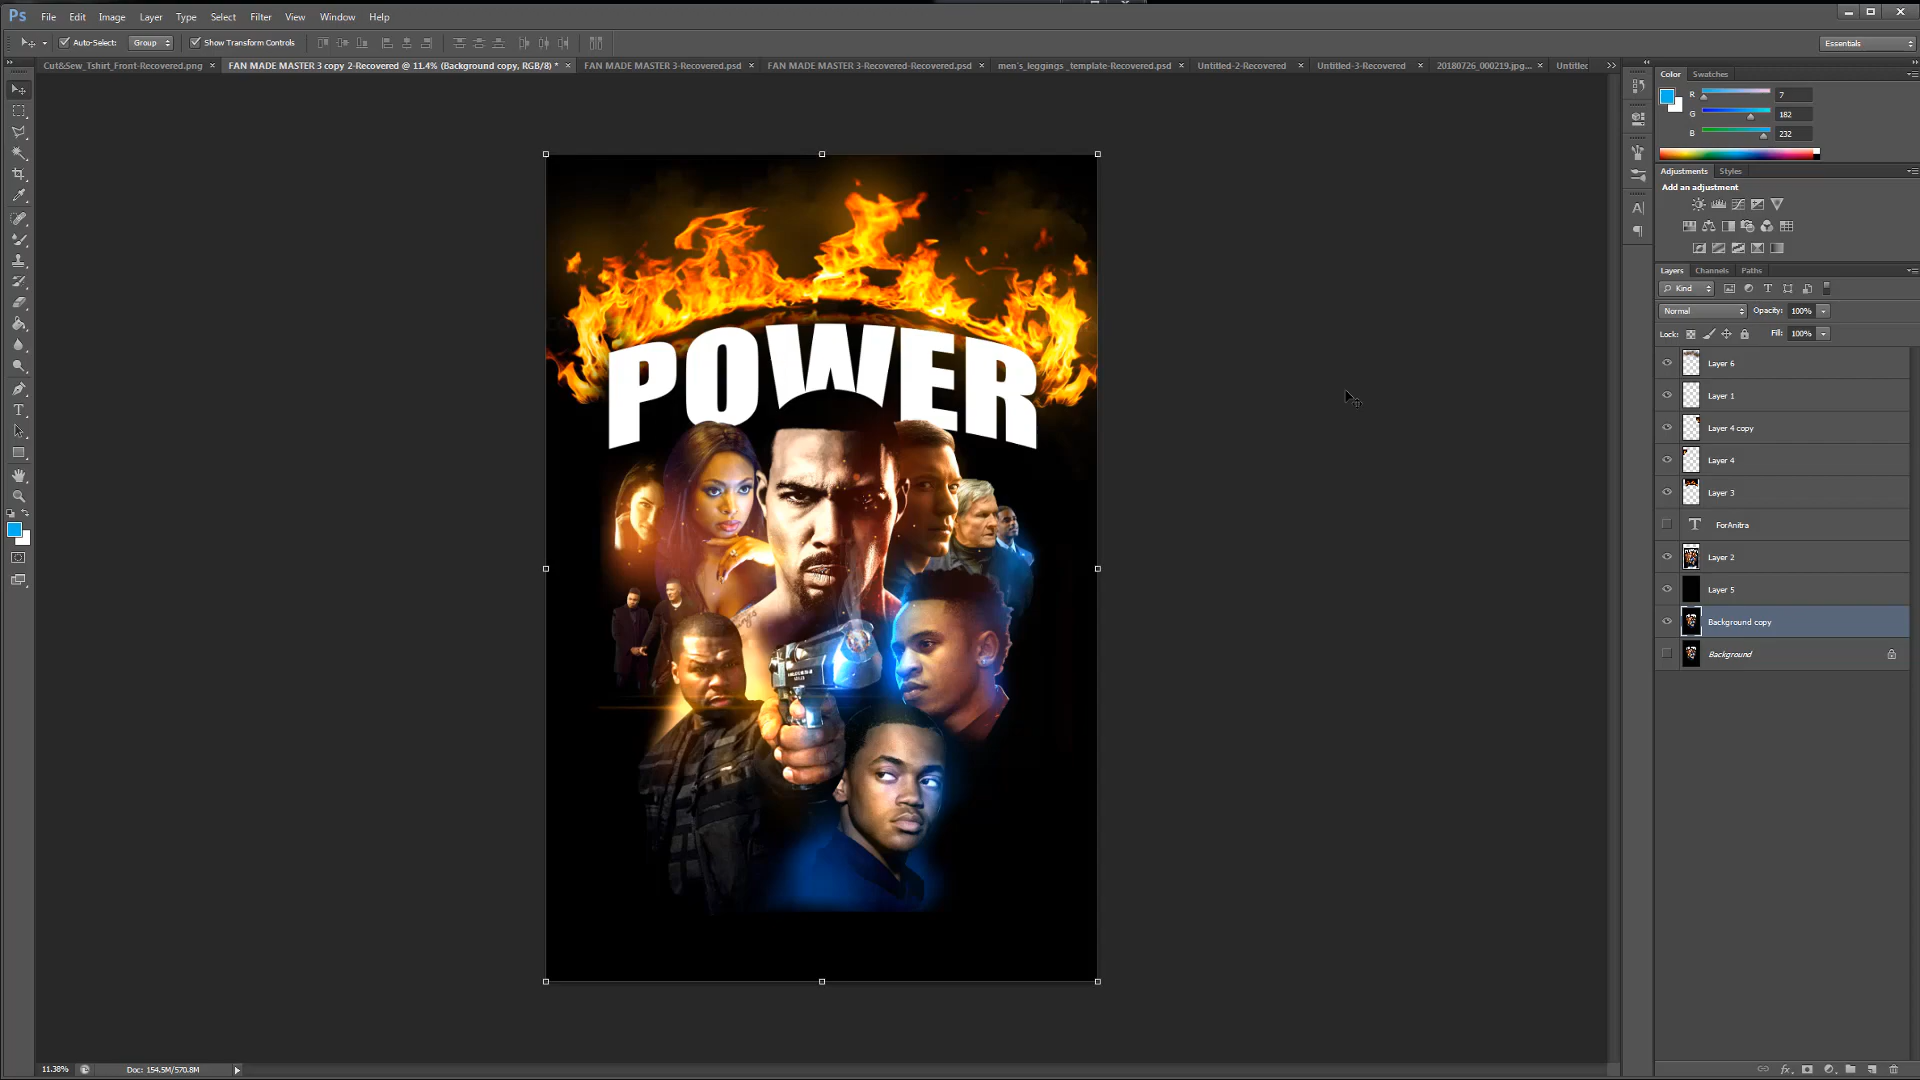 Ps File Edit Image Layer Type Select Filter View Window Help
Auto-Select: Group Show Transform Controls Essentials
Cut&Sew_Tshirt_Front-Recovered.png × FAN MADE MASTER 3 copy 2-Recovered @ 11.4% (Background copy, RGB/8) * × FAN MADE MASTER 3-Recovered.psd × FAN MADE MASTER 3-Recovered-Recovered.psd × men's_leggings _template-Recovered.psd × Untitled-2-Recovered × Untitled-3-Recovered × 20180726_000219.jpg... × Untitled
Color Swatches
R 7
G 182
B 232
Adjustments Styles
Add an adjustment
Layers Channels Paths
Kind
Normal Opacity: 100%
Lock: Fill: 100%
Layer 6
Layer 1
Layer 4 copy
Layer 4
Layer 3
T ForAnitra
Layer 2
Layer 5
Background copy
Background
POWER
11.38% Doc: 154.5M/570.8M